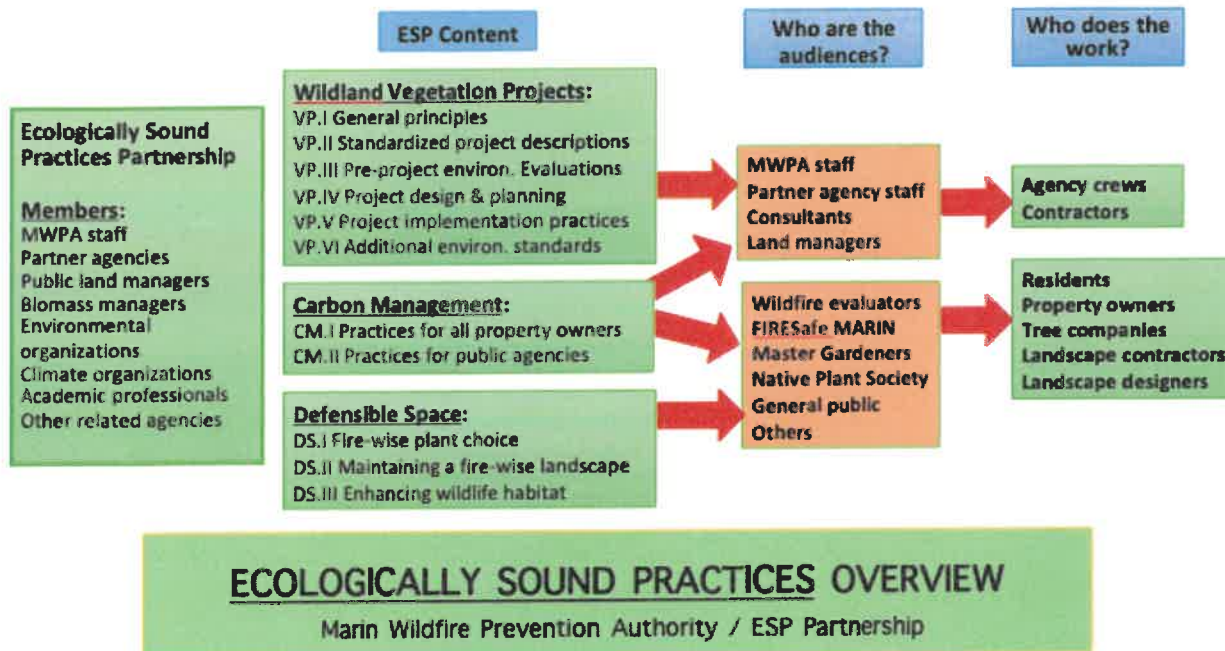 ESP Content
Who are the
audiences?
Who does the
work?
Ecologically Sound
Practices Partnership
Members:
MWPA staff
Partner agencies
Public land managers
Biomass managers
Environmental
organizations
Climate organizations
Academic professionals
Other related agencies
Wildland Vegetation Projects:
VP.I General principles
VP.II Standardized project descriptions
VP.III Pre-project environ. Evaluations
VP.IV Project design & planning
VP.V Project implementation practices
VP.VI Additional environ. standards
Carbon Management:
CM.I Practices for all property owners
CM.II Practices for public agencies
Defensible Space:
DS.I Fire-wise plant choice
DS.II Maintaining a fire-wise landscape
DS.III Enhancing wildlife habitat
MWPA staff
Partner agency staff
Consultants
Land managers
Wildfire evaluators
FIRESafe MARIN
Master Gardeners
Native Plant Society
General public
Others
Agency crews
Contractors
Residents
Property owners
Tree companies
Landscape contractors
Landscape designers
ECOLOGICALLY SOUND PRACTICES OVERVIEW
Marin Wildfire Prevention Authority / ESP Partnership